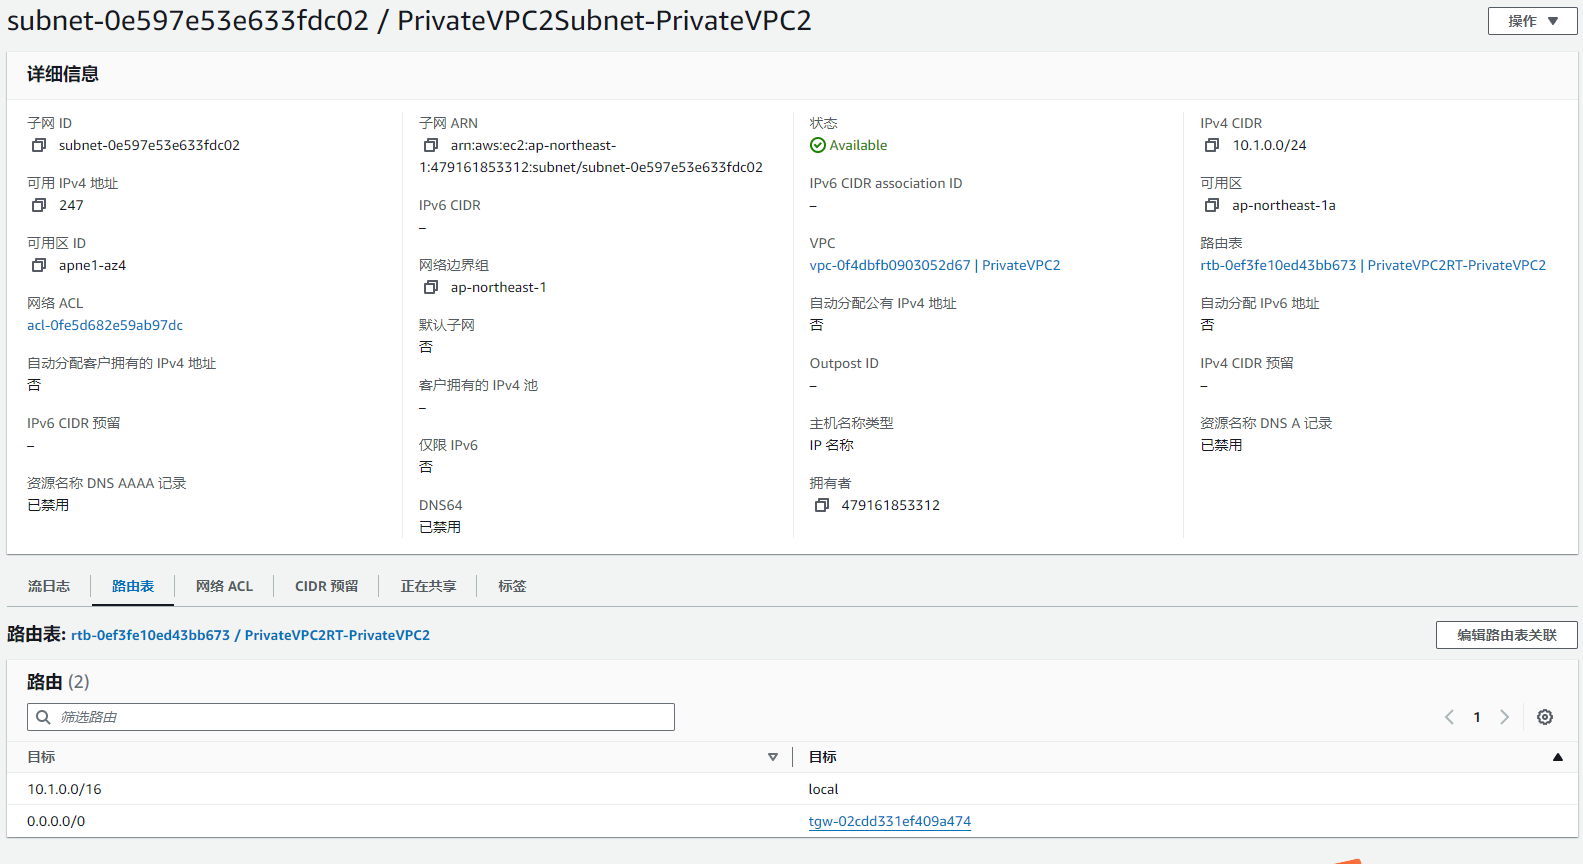 subnet-0e597e53e633fdc02 / PrivateVPC2Subnet-PrivateVPC2
操作
详细信息
子网 ID
subnet-0e597e53e633fdc02
可用 IPv4 地址
247
可用区 ID
apne1-az4
网络 ACL
acl-0fe5d682e59ab97dc
自动分配客户拥有的 IPv4 地址
否
IPv6 CIDR 预留
–
资源名称 DNS AAAA 记录
已禁用
子网 ARN
arn:aws:ec2:ap-northeast-
1:479161853312:subnet/subnet-0e597e53e633fdc02
IPv6 CIDR
–
网络边界组
ap-northeast-1
默认子网
否
客户拥有的 IPv4 池
–
仅限 IPv6
否
DNS64
已禁用
状态
Available
IPv6 CIDR association ID
–
VPC
vpc-0f4dbfb0903052d67 | PrivateVPC2
自动分配公有 IPv4 地址
否
Outpost ID
–
主机名称类型
IP 名称
拥有者
479161853312
IPv4 CIDR
10.1.0.0/24
可用区
ap-northeast-1a
路由表
rtb-0ef3fe10ed43bb673 | PrivateVPC2RT-PrivateVPC2
自动分配 IPv6 地址
否
IPv4 CIDR 预留
–
资源名称 DNS A 记录
已禁用
流日志 路由表 网络 ACL CIDR 预留 正在共享 标签
路由表: rtb-0ef3fe10ed43bb673 / PrivateVPC2RT-PrivateVPC2
编辑路由表关联
路由 (2)
筛选路由
1
目标 目标
10.1.0.0/16 local
0.0.0.0/0 tgw-02cdd331ef409a474